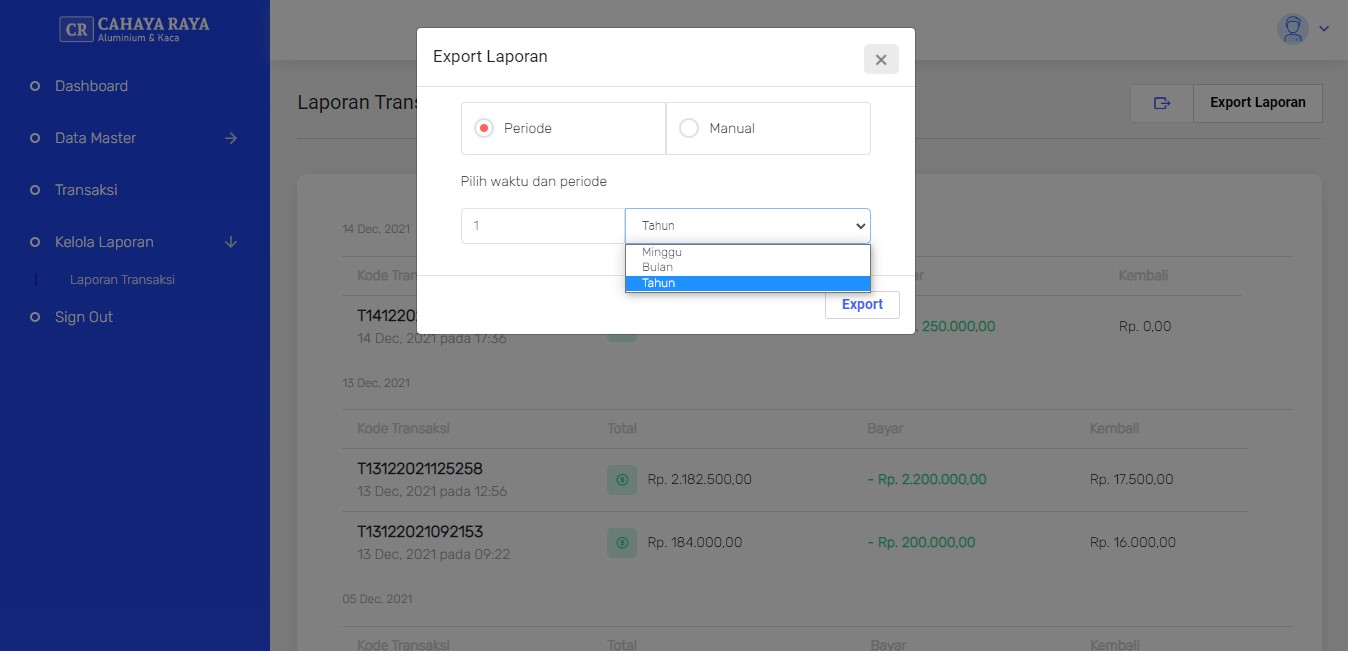 CR CAHAYA RAYA
Aluminium & Kaca
Dashboard
Data Master
Transaksi
Kelola Laporan
Laporan Transaksi
Sign Out
Export Laporan
Periode Manual
Pilih waktu dan periode
1 Tahun
Minggu
Bulan
Tahun
Export
Laporan Export Laporan
14 Dec, 2021
Kode Kembali
250.000,00 Rp. 0,00
14 Dec, 2021 pada 17:36
13 Dec, 2021
Kode Transaksi Total Bayar Kembali
T13122021125258 Rp. 2.182.500,00 - Rp. 2.200.000,00 Rp. 17.500,00
13 Dec, 2021 pada 12:56
T13122021092153 Rp. 184.000,00 - Rp. 200.000,00 Rp. 16.000,00
13 Dec, 2021 pada 09:22
05 Dec, 2021
Kode Transaksi Total Bayar Kembali